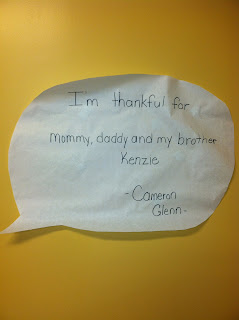 I'm thankful for
mommy, daddy and my brother
Kenzie
-Cameron
Glenn-